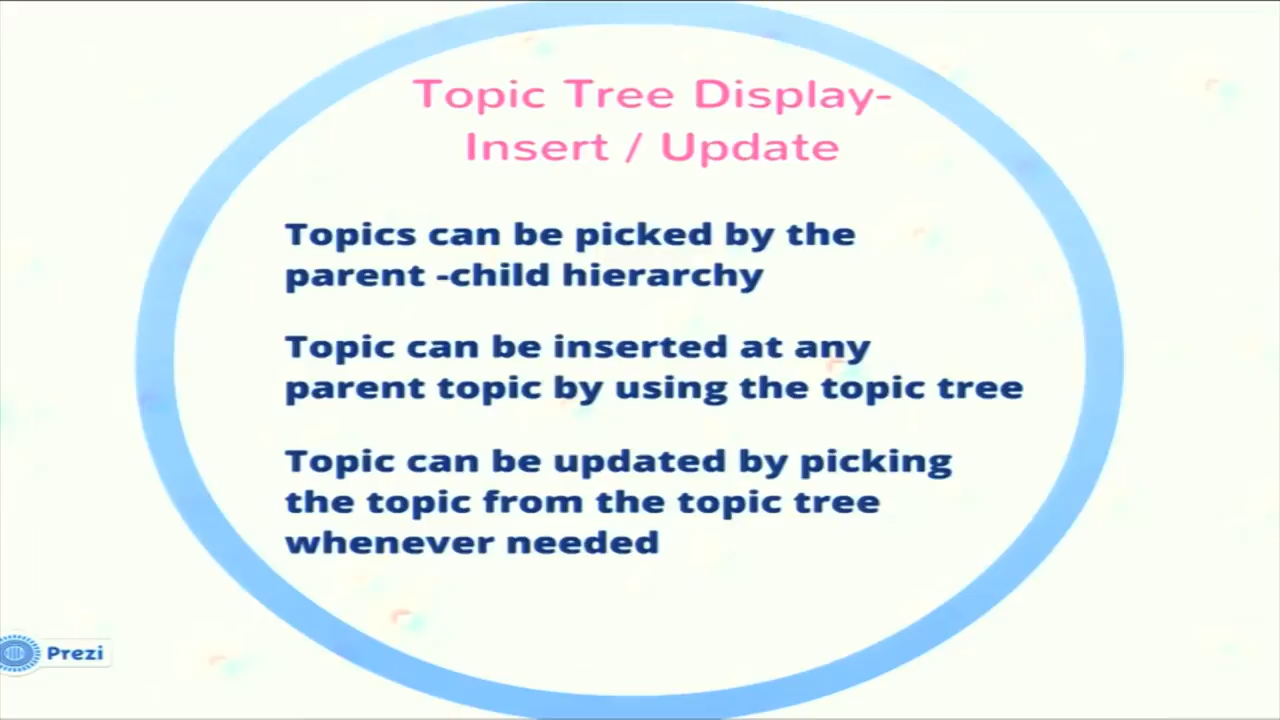 Topic Tree Display-
Insert / Update
Topics can be picked by the
parent -child hierarchy
Topic can be inserted at any
parent topic by using the topic tree
Topic can be updated by picking
the topic from the topic tree
whenever needed
Prezi